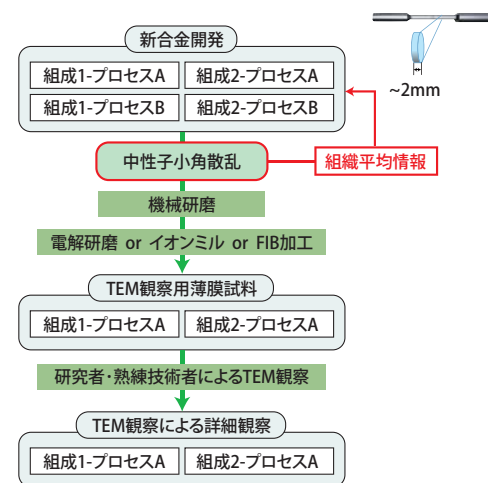 新合金開発
組成1-プロセスA 組成2-プロセスA
組成1-プロセスB 組成2-プロセスB
~2mm
中性子小角散乱 組織平均情報
機械研磨
電解研磨 or イオンミル or FIB加工
TEM観察用薄膜試料
組成1-プロセスA 組成2-プロセスA
研究者・熟練技術者によるTEM観察
TEM観察による詳細観察
組成1-プロセスA 組成2-プロセスA